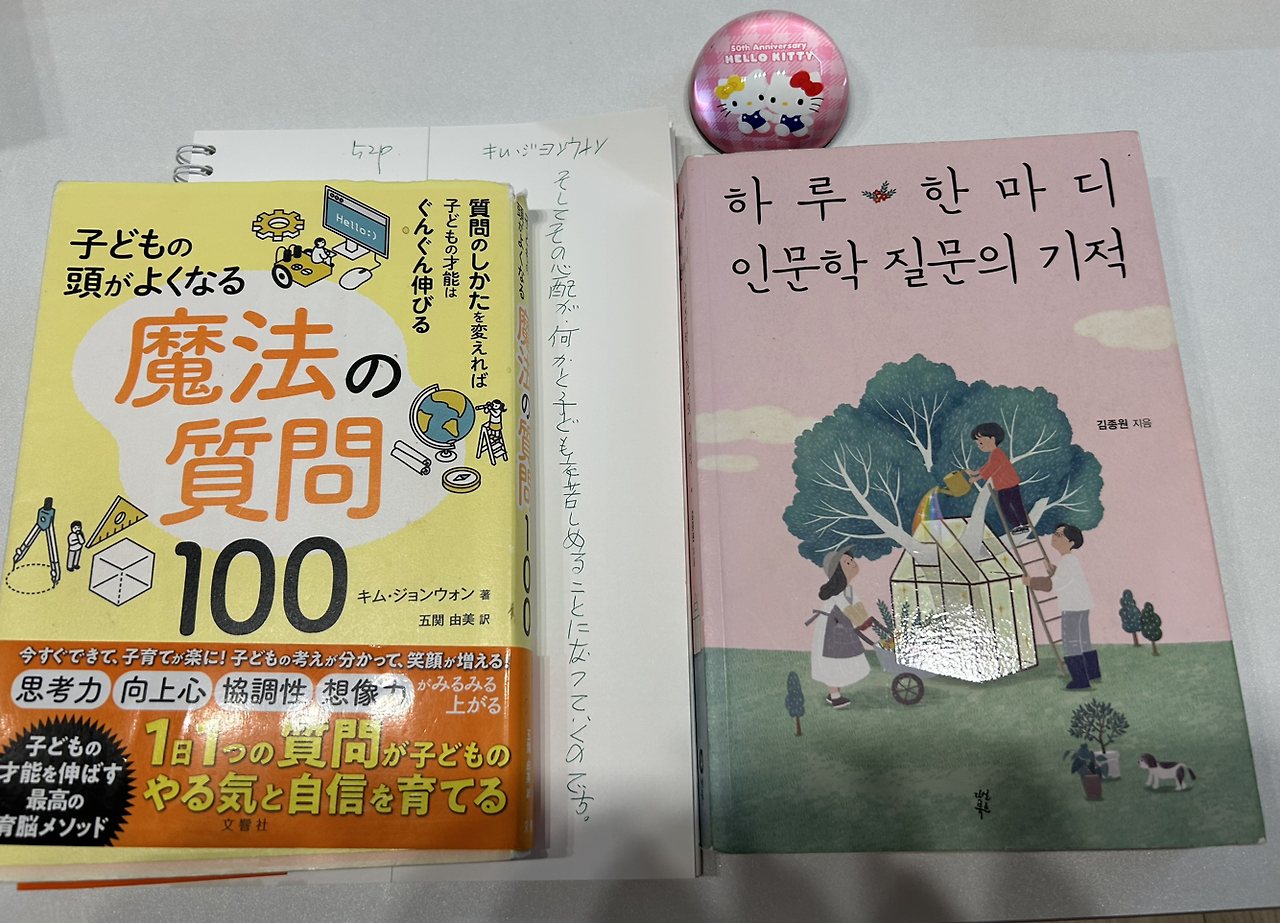 50th Anniversary
HELLO KITTY
52p.
キム・ジョンウォン
そしてその心配が、何かと子どもを苦しめることになっていくのです。
Hello:)
質問のしかたを変えれば
子どもの才能は
ぐんぐん伸びる
子どもの
頭がよくなる
魔法の
質問
100
キム・ジョンウォン 著
五関 由美 訳
今すぐできて、子育てが楽に!子どもの考えが分かって、笑顔が増える!
思考力 向上心 協調性 想像力 がみるみる
上がる
子どもの
才能を伸ばす
最高の
育脳メソッド
1日1つの質問が子どもの
やる気と自信を育てる
文響社
魔法の質問100
하루 한마디
인문학 질문의 기적
김종원 지음